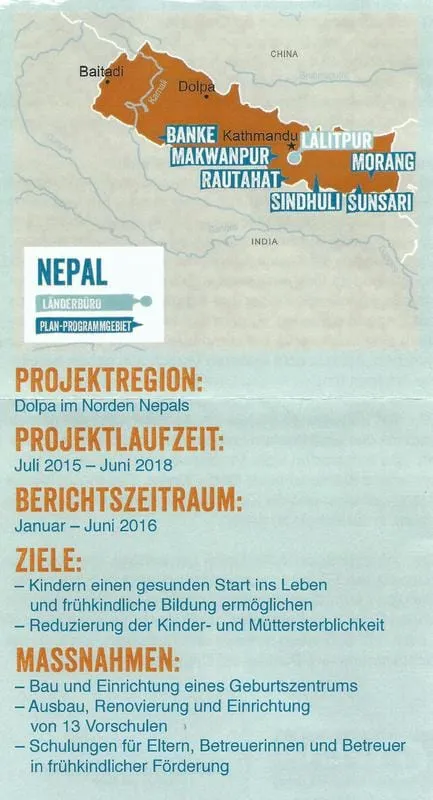 CHINA
Baitadi
Dolpa
Karnali
BANKE
Kathmandu
LALITPUR
MAKWANPUR
MORANG
RAUTAHAT
SINDHULI
SUNSARI
INDIA
NEPAL
LÄNDERBÜRO
PLAN-PROGRAMMGEBIET
PROJEKTREGION:
Dolpa im Norden Nepals
PROJEKTLAUFZEIT:
Juli 2015 – Juni 2018
BERICHTSZEITRAUM:
Januar – Juni 2016
ZIELE:
– Kindern einen gesunden Start ins Leben
und frühkindliche Bildung ermöglichen
– Reduzierung der Kinder- und Müttersterblichkeit
MASSNAHMEN:
– Bau und Einrichtung eines Geburtszentrums
– Ausbau, Renovierung und Einrichtung
von 13 Vorschulen
– Schulungen für Eltern, Betreuerinnen und Betreuer
in frühkindlicher Förderung